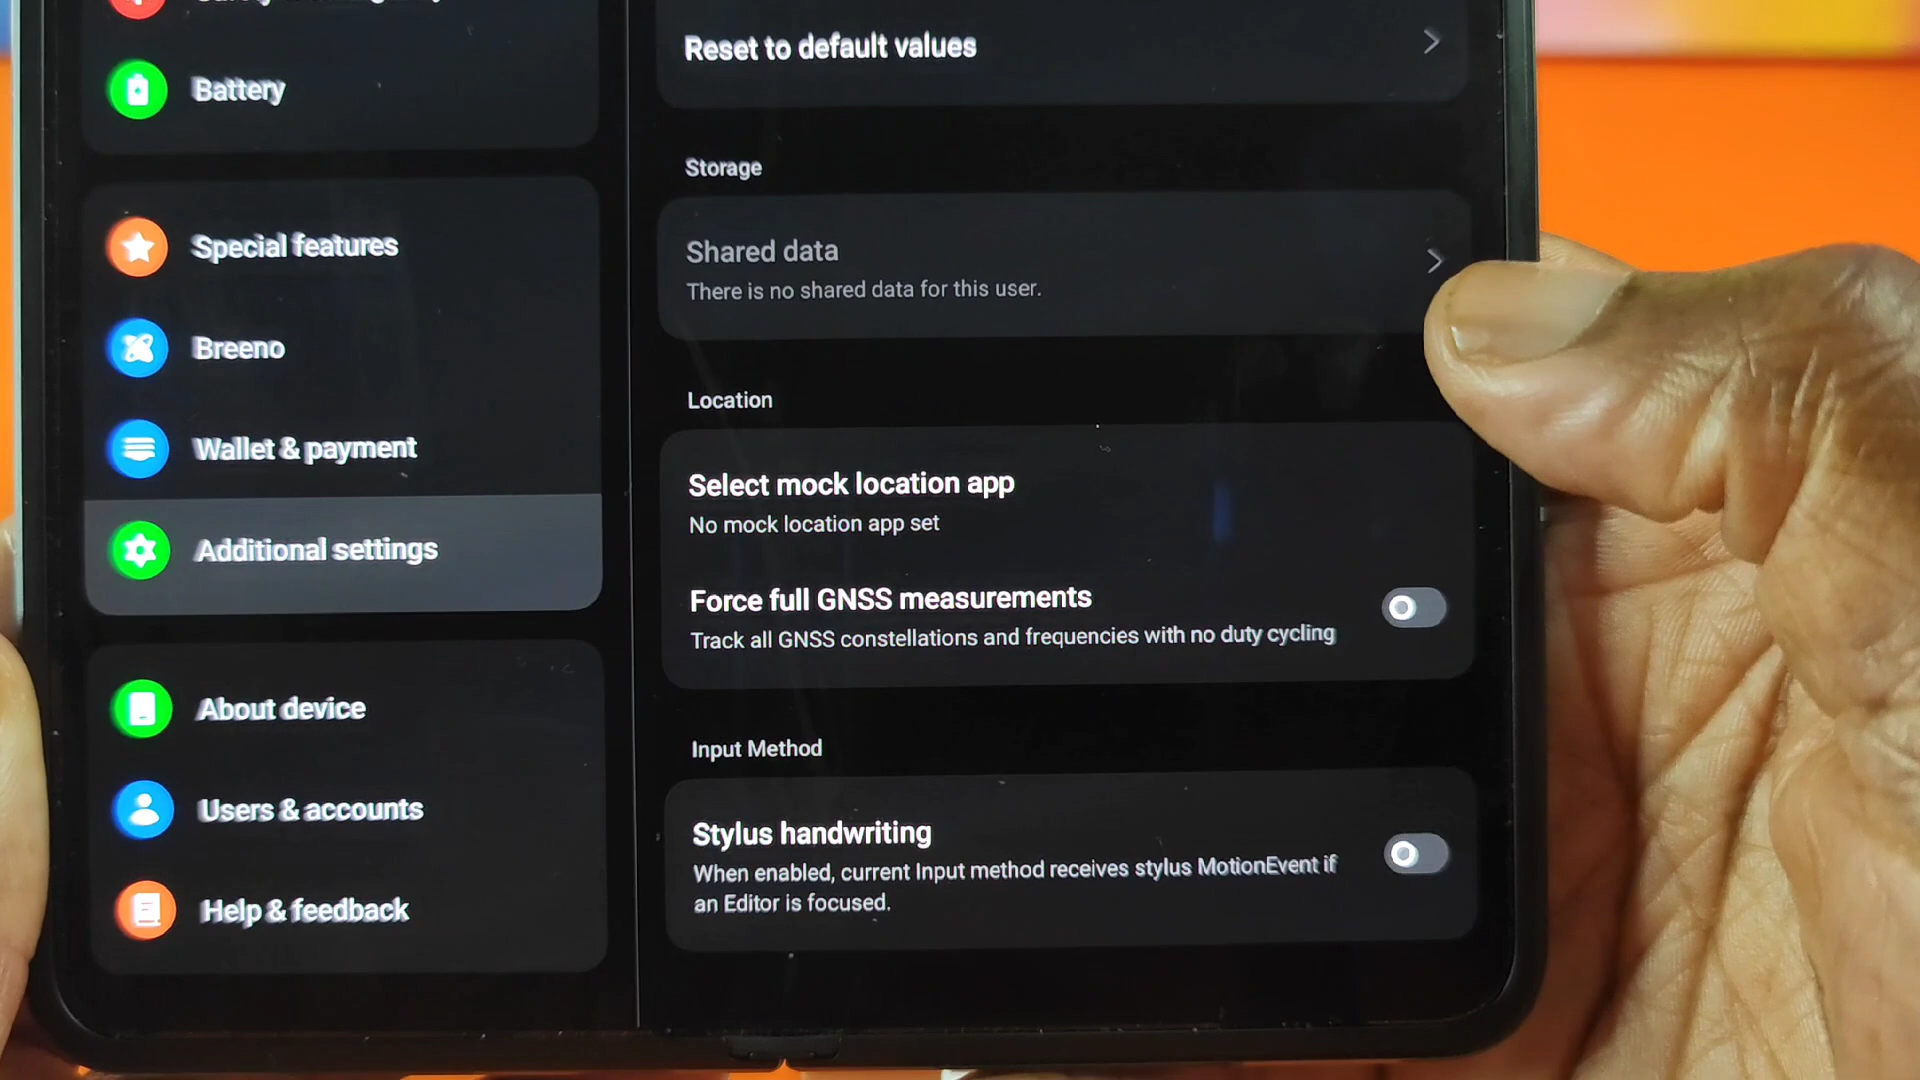 Battery
Special features
Breeno
Wallet & payment
Additional settings
About device
Users & accounts
Help & feedback
Reset to default values
Storage
Shared data
There is no shared data for this user.
Location
Select mock location app
No mock location app set
Force full GNSS measurements
Track all GNSS constellations and frequencies with no duty cycling
Input Method
Stylus handwriting
When enabled, current Input method receives stylus MotionEvent if
an Editor is focused.